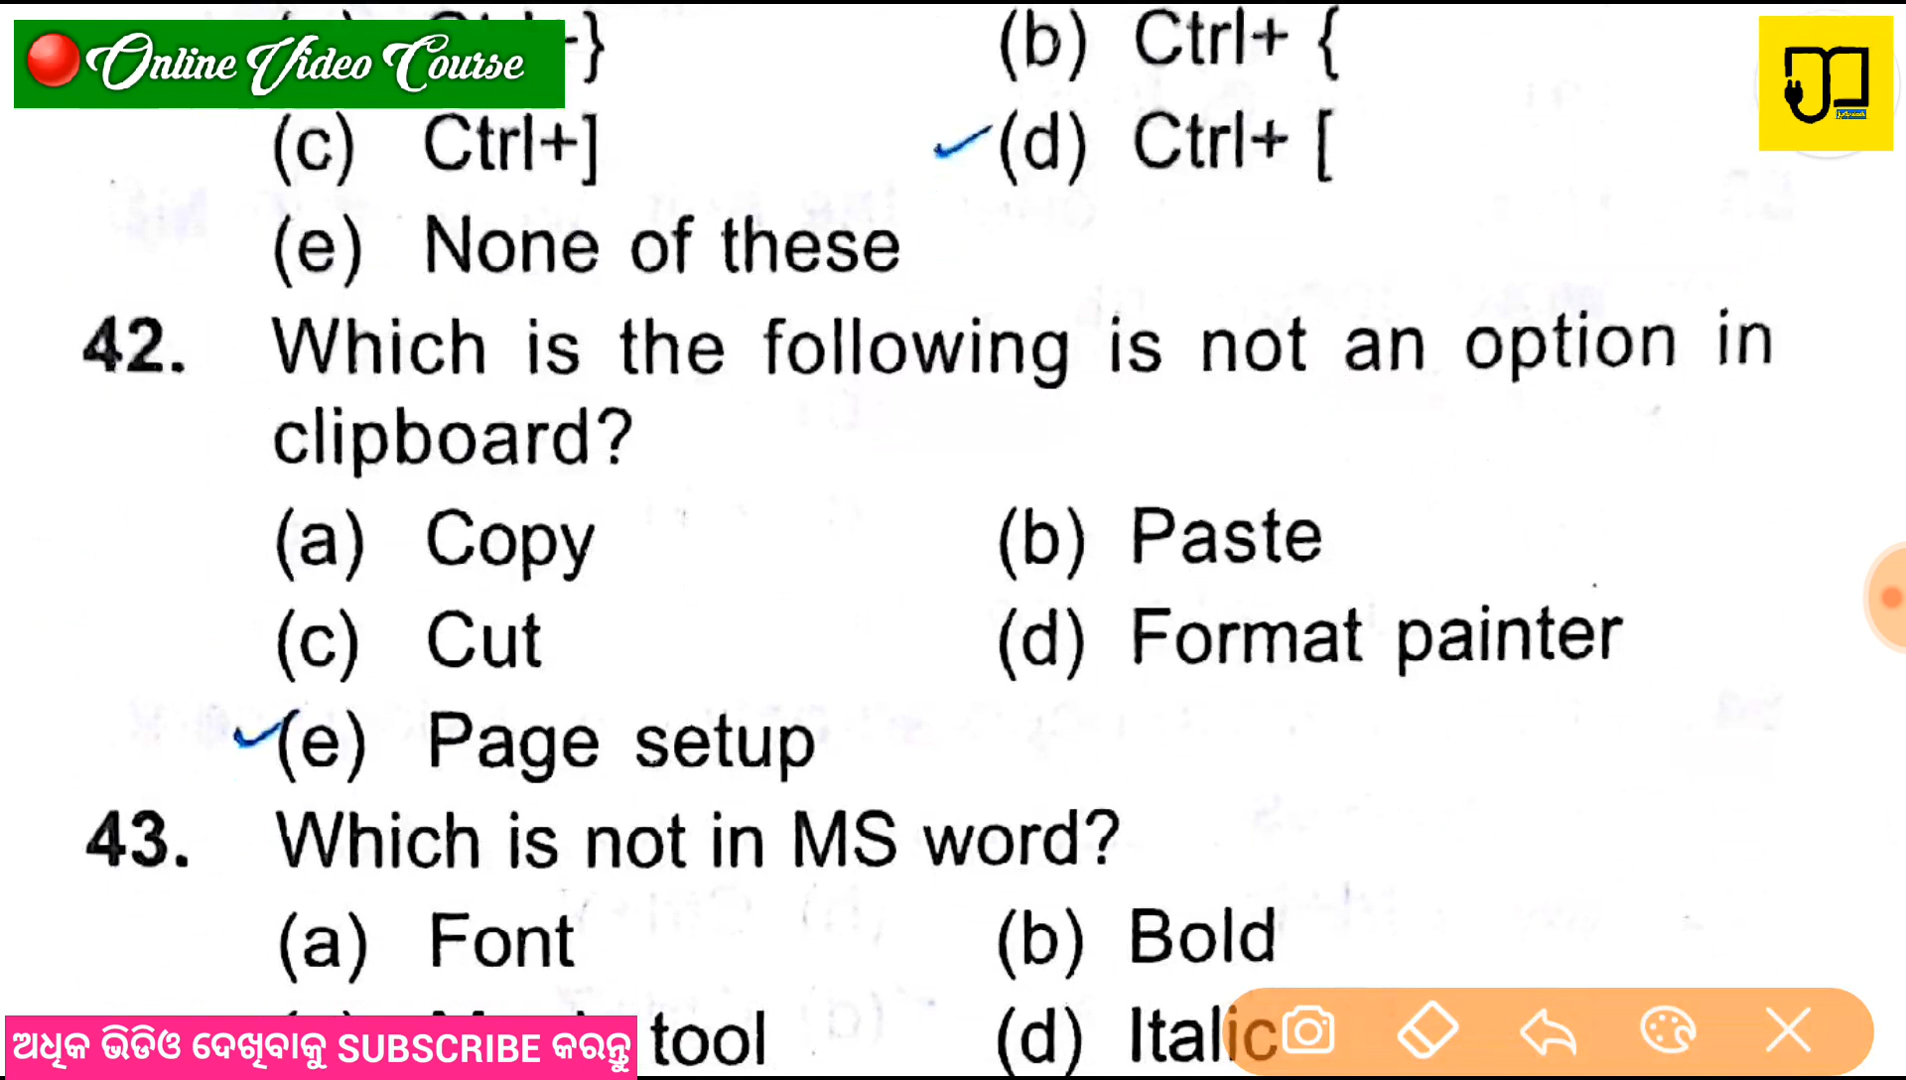 Online Video Course
-}
(b) Ctrl+ {
(c) Ctrl+]
(d) Ctrl+ [
(e) None of these
42. Which is the following is not an option in
clipboard?
(a) Copy
(b) Paste
(c) Cut
(d) Format painter
(e) Page setup
43. Which is not in MS word?
(a) Font
(b) Bold
tool
(d) Italic
ଅଧିକ ଭିଡିଓ ଦେଖିବାକୁ SUBSCRIBE କରନ୍ତୁ